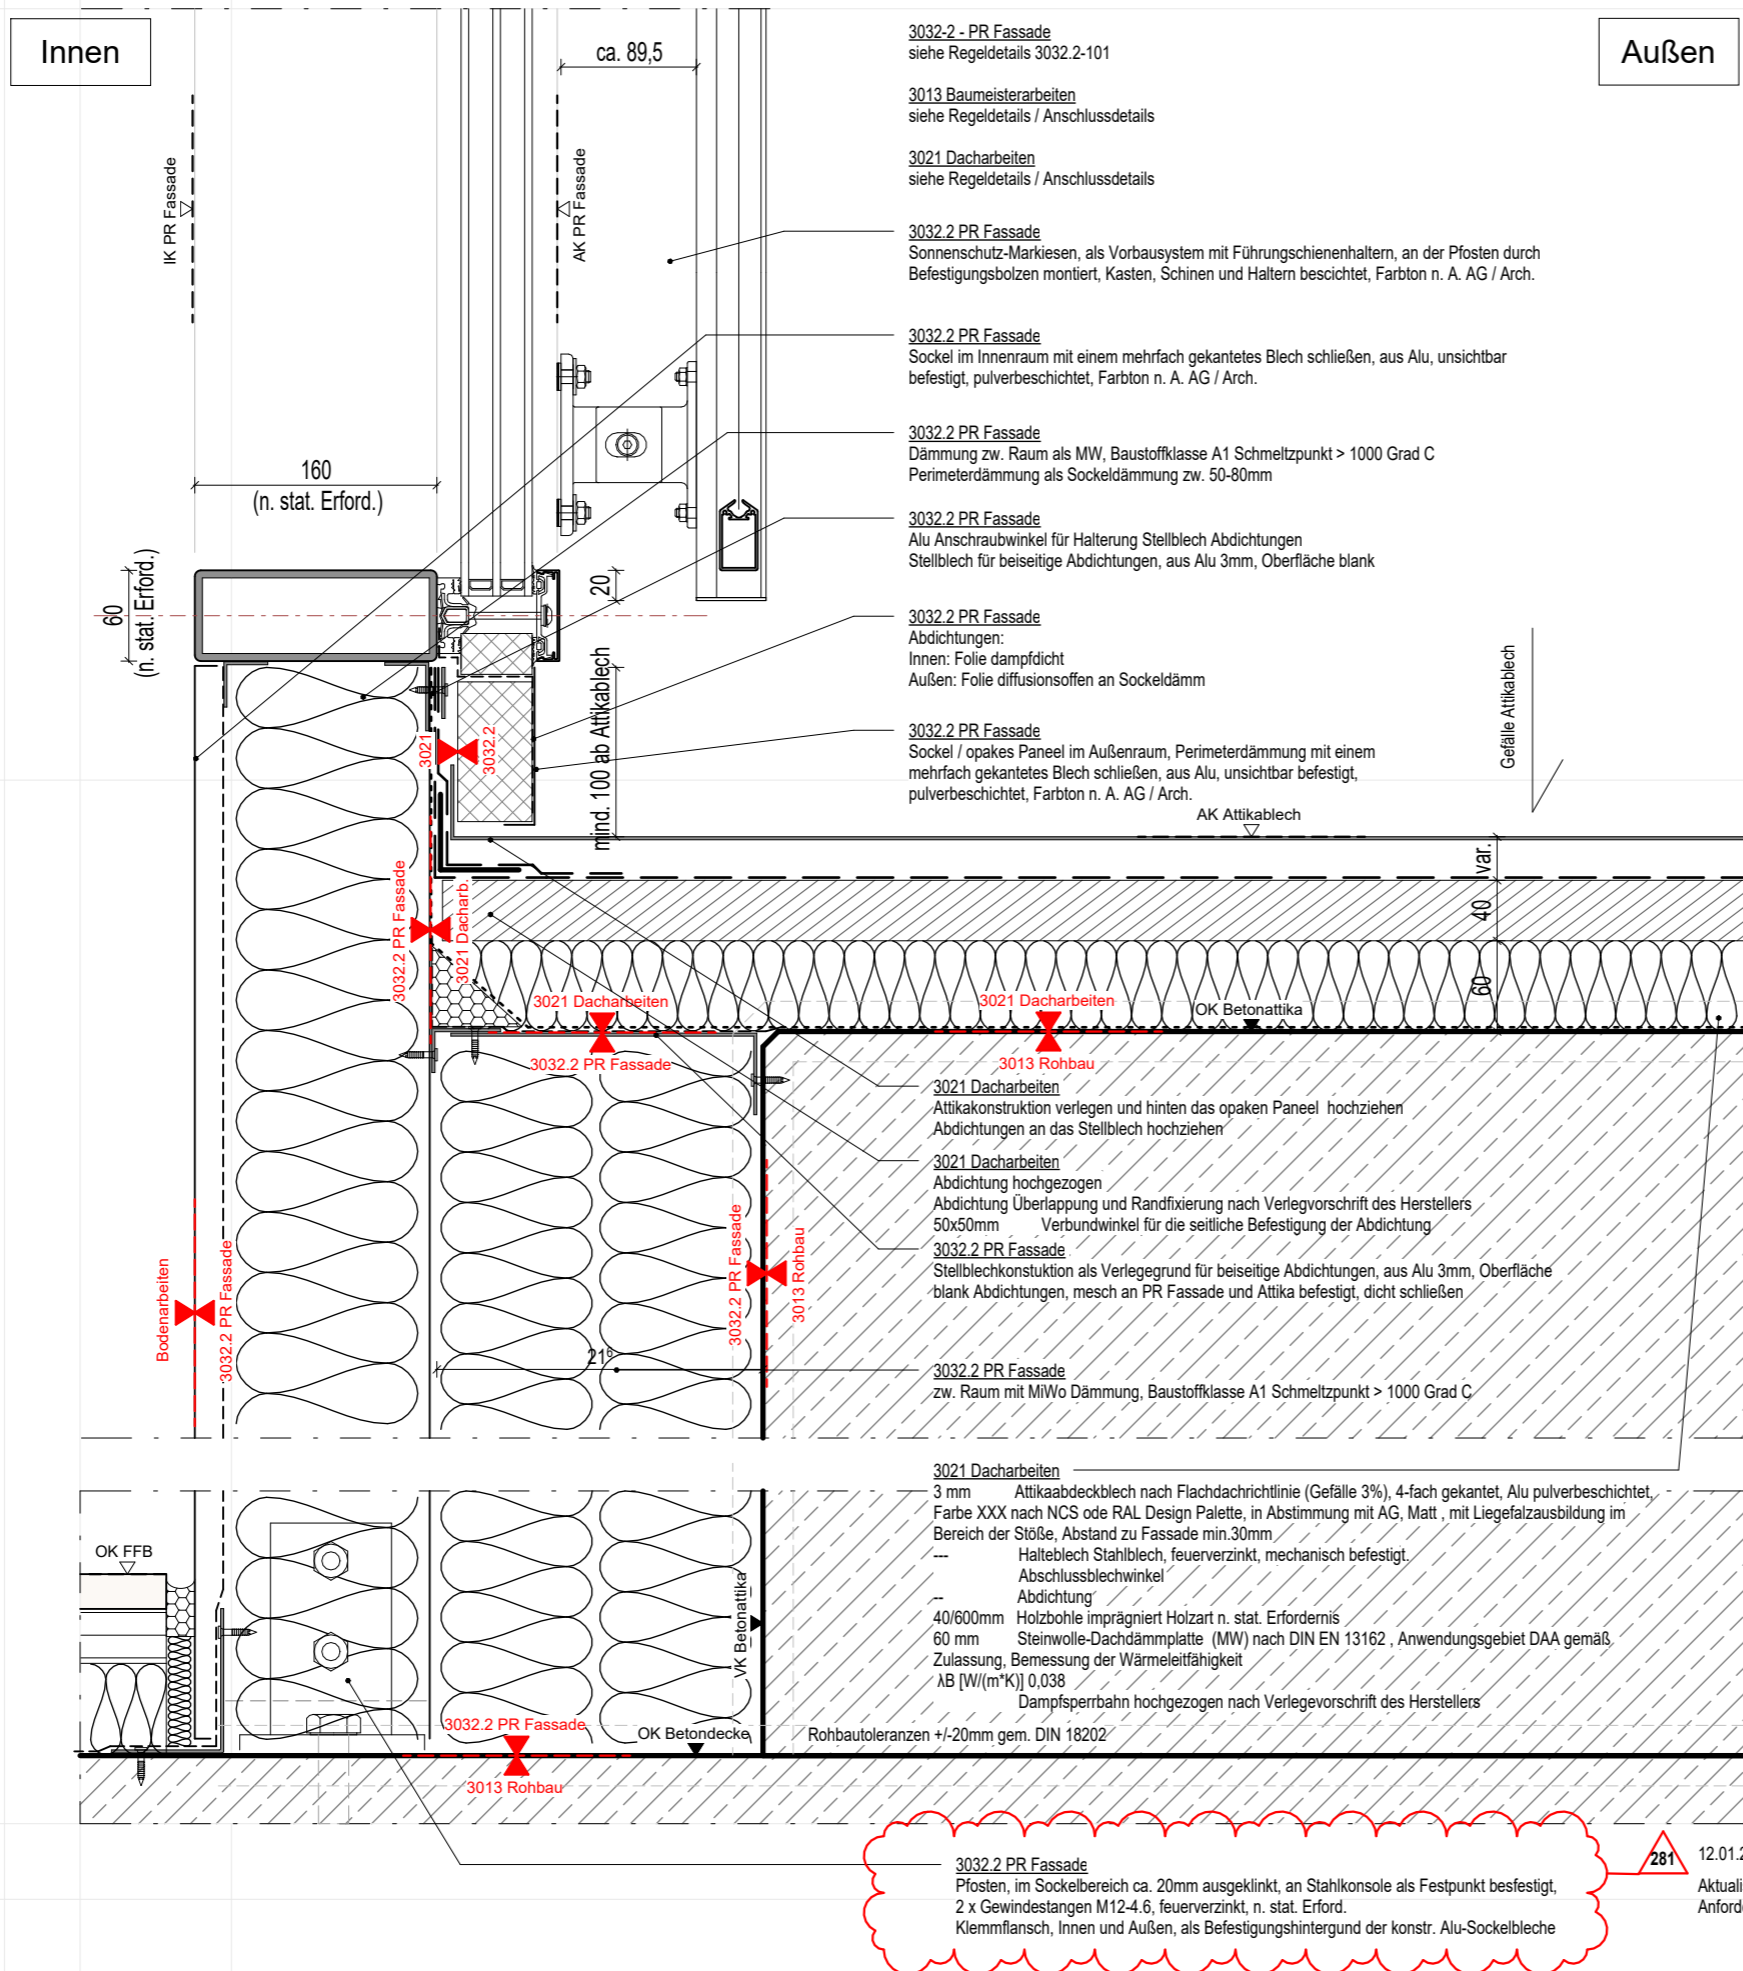 Innen
Außen
ca. 89,5
IK PR Fassade
AK PR Fassade
3032-2 - PR Fassade
siehe Regeldetails 3032.2-101
3013 Baumeisterarbeiten
siehe Regeldetails / Anschlussdetails
3021 Dacharbeiten
siehe Regeldetails / Anschlussdetails
3032.2 PR Fassade
Sonnenschutz-Markiesen, als Vorbausystem mit Führungschienenhaltern, an der Pfosten durch
Befestigungsbolzen montiert, Kasten, Schinen und Haltern bescichtet, Farbton n. A. AG / Arch.
3032.2 PR Fassade
Sockel im Innenraum mit einem mehrfach gekantetes Blech schließen, aus Alu, unsichtbar
befestigt, pulverbeschichtet, Farbton n. A. AG / Arch.
3032.2 PR Fassade
Dämmung zw. Raum als MW, Baustoffklasse A1 Schmeltzpunkt > 1000 Grad C
Perimeterdämmung als Sockeldämmung zw. 50-80mm
160
(n. stat. Erford.)
3032.2 PR Fassade
Alu Anschraubwinkel für Halterung Stellblech Abdichtungen
Stellblech für beiseitige Abdichtungen, aus Alu 3mm, Oberfläche blank
60
(n. stat. Erford.)
20
3032.2 PR Fassade
Abdichtungen:
Innen: Folie dampfdicht
Außen: Folie diffusionsoffen an Sockeldämm
mind. 100 ab Attikablech
Gefälle Attikablech
3021
3032.2
3032.2 PR Fassade
Sockel / opakes Paneel im Außenraum, Perimeterdämmung mit einem
mehrfach gekantetes Blech schließen, aus Alu, unsichtbar befestigt,
pulverbeschichtet, Farbton n. A. AG / Arch.
AK Attikablech
var.
40
60
3032.2 PR Fassade
3021 Dacharb.
3021 Dacharbeiten
3032.2 PR Fassade
3021 Dacharbeiten
3013 Rohbau
OK Betonattika
3021 Dacharbeiten
Attikakonstruktion verlegen und hinten das opaken Paneel hochziehen
Abdichtungen an das Stellblech hochziehen
3021 Dacharbeiten
Abdichtung hochgezogen
Abdichtung Überlappung und Randfixierung nach Verlegvorschrift des Herstellers
50x50mm Verbundwinkel für die seitliche Befestigung der Abdichtung
3032.2 PR Fassade
Stellblechkonstuktion als Verlegegrund für beiseitige Abdichtungen, aus Alu 3mm, Oberfläche
blank Abdichtungen, mesch an PR Fassade und Attika befestigt, dicht schließen
Bodenarbeiten
3032.2 PR Fassade
3032.2 PR Fassade
3013 Rohbau
21⁶
3032.2 PR Fassade
zw. Raum mit MiWo Dämmung, Baustoffklasse A1 Schmeltzpunkt > 1000 Grad C
3021 Dacharbeiten
3 mm Attikaabdeckblech nach Flachdachrichtlinie (Gefälle 3%), 4-fach gekantet, Alu pulverbeschichtet,
Farbe XXX nach NCS ode RAL Design Palette, in Abstimmung mit AG, Matt , mit Liegefalzausbildung im
Bereich der Stöße, Abstand zu Fassade min.30mm
--- Halteblech Stahlblech, feuerverzinkt, mechanisch befestigt.
Abschlussblechwinkel
-- Abdichtung
40/600mm Holzbohle imprägniert Holzart n. stat. Erfordernis
60 mm Steinwolle-Dachdämmplatte (MW) nach DIN EN 13162 , Anwendungsgebiet DAA gemäß
Zulassung, Bemessung der Wärmeleitfähigkeit
λB [W/(m*K)] 0,038
Dampfsperrbahn hochgezogen nach Verlegevorschrift des Herstellers
OK FFB
VK Betonattika
3032.2 PR Fassade
3013 Rohbau
OK Betondecke
Rohbautoleranzen +/-20mm gem. DIN 18202
3032.2 PR Fassade
Pfosten, im Sockelbereich ca. 20mm ausgeklinkt, an Stahlkonsole als Festpunkt besfestigt,
2 x Gewindestangen M12-4.6, feuerverzinkt, n. stat. Erford.
Klemmflansch, Innen und Außen, als Befestigungshintergund der konstr. Alu-Sockelbleche
281
12.01.2
Aktuali
Anford